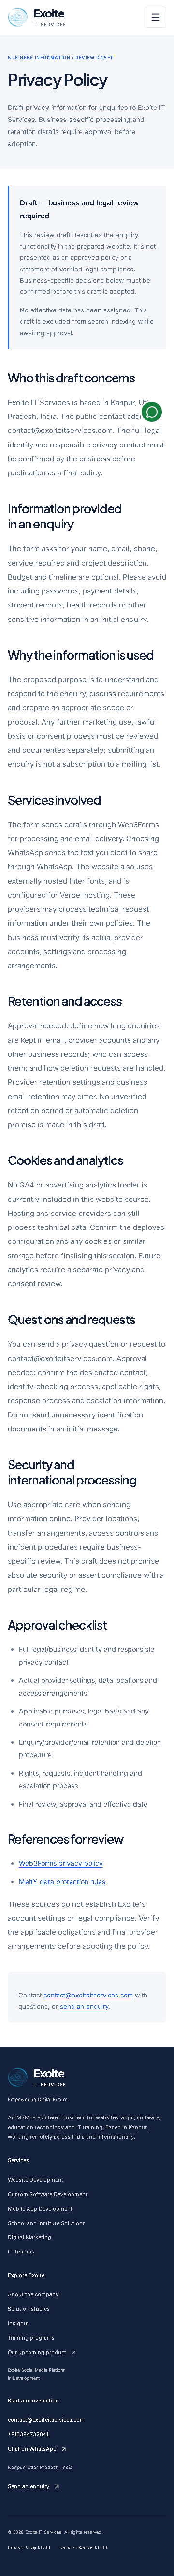 Exoite
IT SERVICES
BUSINESS INFORMATION / REVIEW DRAFT
Privacy Policy
Draft privacy information for enquiries to Exoite IT
Services. Business-specific processing and
retention details require approval before
adoption.
Draft — business and legal review
required
This review draft describes the enquiry
functionality in the prepared website. It is not
presented as an approved policy or a
statement of verified legal compliance.
Business-specific decisions below must be
confirmed before this draft is adopted.
No effective date has been assigned. This
draft is excluded from search indexing while
awaiting approval.
Who this draft concerns
Exoite IT Services is based in Kanpur,
Pradesh, India. The public contact
contact@exoiteitservices.com. The full legal
identity and responsible privacy contact must
be confirmed by the business before
publication as a final policy.
Information provided
in an enquiry
The form asks for your name, email, phone,
service required and project description.
Budget and timeline are optional. Please avoid
including passwords, payment details,
student records, health records or other
sensitive information in an initial enquiry.
Why the information is used
The proposed purpose is to understand and
respond to the enquiry, discuss requirements
and prepare an appropriate scope or
proposal. Any further marketing use, lawful
basis or consent process must be reviewed
and documented separately; submitting an
enquiry is not a subscription to a mailing list.
Services involved
The form sends details through Web3Forms
for processing and email delivery. Choosing
WhatsApp sends the text you elect to share
through WhatsApp. The website also uses
externally hosted Inter fonts, and is
configured for Vercel hosting. These
providers may process technical request
information under their own policies. The
business must verify its actual provider
accounts, settings and processing
arrangements.
Retention and access
Approval needed: define how long enquiries
are kept in email, provider accounts and any
other business records; who can access
them; and how deletion requests are handled.
Provider retention settings and business
email retention may differ. No unverified
retention period or automatic deletion
promise is made in this draft.
Cookies and analytics
No GA4 or advertising analytics loader is
currently included in this website source.
Hosting and service providers can still
process technical data. Confirm the deployed
configuration and any cookies or similar
storage before finalising this section. Future
analytics require a separate privacy and
consent review.
Questions and requests
You can send a privacy question or request to
contact@exoiteitservices.com. Approval
needed: confirm the designated contact,
identity-checking process, applicable rights,
response process and escalation information.
Do not send unnecessary identification
documents in an initial message.
Security and
international processing
Use appropriate care when sending
information online. Provider locations,
transfer arrangements, access controls and
incident procedures require business-
specific review. This draft does not promise
absolute security or assert compliance with a
particular legal regime.
Approval checklist
• Full legal/business identity and responsible
privacy contact
• Actual provider settings, data locations and
access arrangements
• Applicable purposes, legal basis and any
consent requirements
• Enquiry/provider/email retention and deletion
procedure
• Rights, requests, incident handling and
escalation process
• Final review, approval and effective date
References for review
• Web3Forms privacy policy
• MeitY data protection rules
These sources do not establish Exoite's
account settings or legal compliance. Verify
the applicable obligations and final provider
arrangements before adopting the policy.
Contact contact@exoiteitservices.com with
questions, or send an enquiry.
Exoite
IT SERVICES
Empowering Digital Future
An MSME-registered business for websites, apps, software,
education technology and IT training. Based in Kanpur,
working remotely across India and internationally.
Services
Website Development
Custom Software Development
Mobile App Development
School and Institute Solutions
Digital Marketing
IT Training
Explore Exoite
About the company
Solution studies
Insights
Training programs
Our upcoming product ↗
Exoite Social Media Platform
In Development
Start a conversation
contact@exoiteitservices.com
+916394732841
Chat on WhatsApp ↗
Kanpur, Uttar Pradesh, India
Send an enquiry ↗
Exoite IT Services. All rights reserved.
Privacy Policy (draft) Terms of Service (draft)